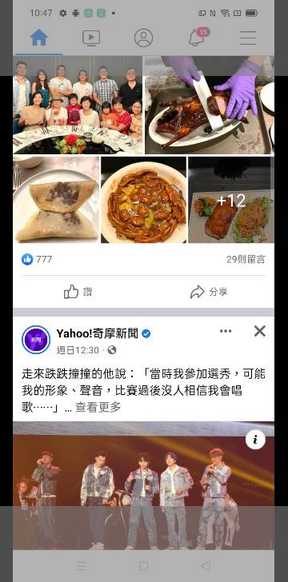 10:47
15
+12
777
29則留言
讚
分享
Yahoo!奇摩新聞
週日12:30
走來跌跌撞撞的他說：「當時我參加選秀，可能
我的形象、聲音，比賽過後沒人相信我會唱
歌⋯⋯」... 查看更多